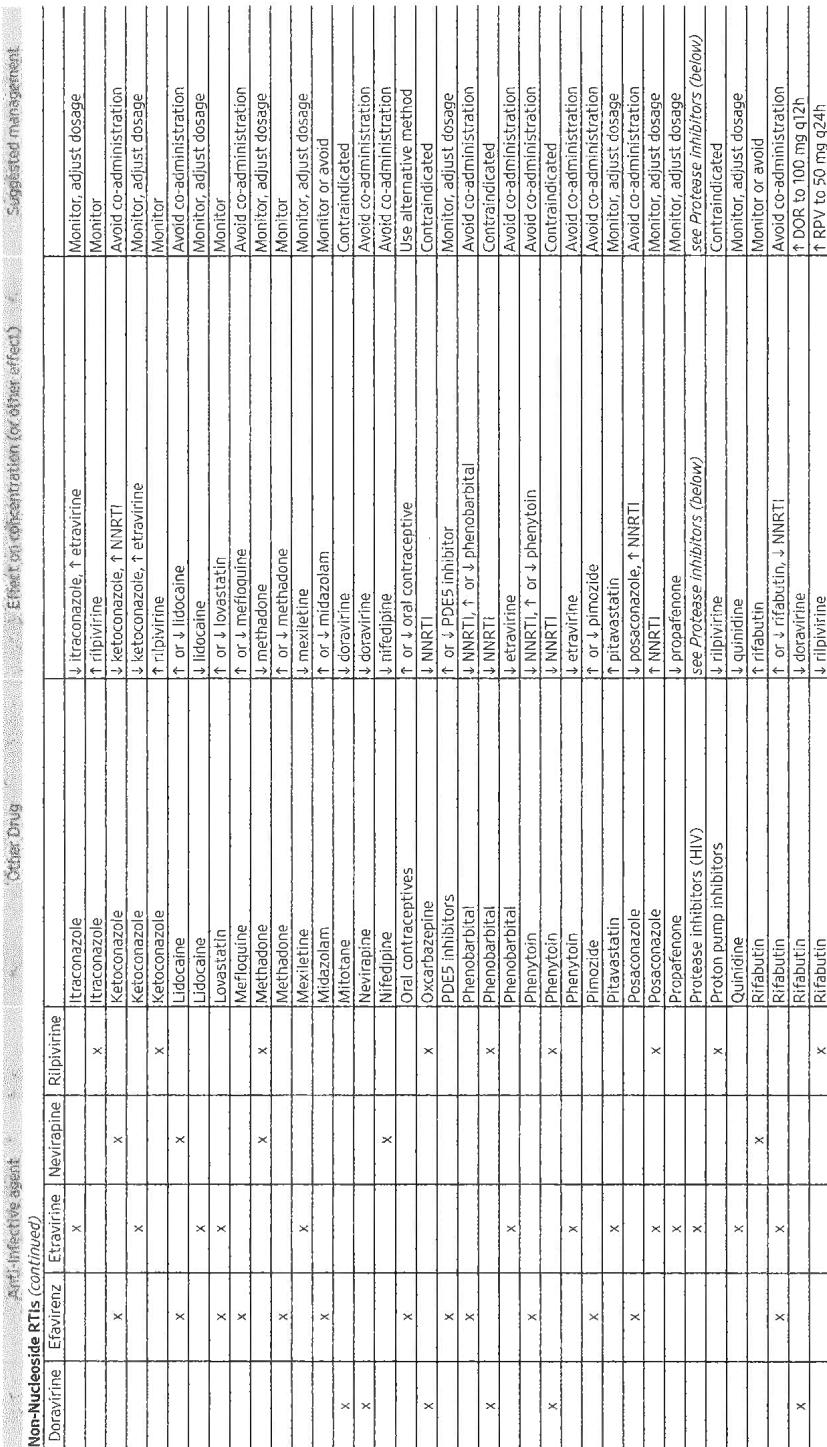 Anti-Infective agent Other Drug Effect on concentration (or other effect) Suggested management
Non-Nucleoside RTIs (continued)
Doravirine Efavirenz Etravirine Nevirapine Rilpivirine
x Itraconazole ↓ itraconazole, ↑ etravirine Monitor, adjust dosage
x Itraconazole ↑ rilpivirine Monitor
x x Ketoconazole ↓ ketoconazole, ↑ NNRTI Avoid co-administration
x Ketoconazole ↓ ketoconazole, ↑ etravirine Monitor, adjust dosage
x Ketoconazole ↑ rilpivirine Monitor
x x Lidocaine ↑ or ↓ lidocaine Avoid co-administration
x Lidocaine ↓ lidocaine Monitor, adjust dosage
x x Lovastatin ↑ or ↓ lovastatin Monitor
x Mefloquine ↑ or ↓ mefloquine Avoid co-administration
x x Methadone ↓ methadone Monitor, adjust dosage
x Methadone ↑ or ↓ methadone Monitor
x Mexiletine ↓ mexiletine Monitor, adjust dosage
x Midazolam ↑ or ↓ midazolam Monitor or avoid
x Mitotane ↓ doravirine Contraindicated
x Nevirapine ↓ doravirine Avoid co-administration
x Nifedipine ↓ nifedipine Avoid co-administration
x Oral contraceptives ↑ or ↓ oral contraceptive Use alternative method
x x Oxcarbazepine ↓ NNRTI Contraindicated
x PDE5 inhibitors ↑ or ↓ PDE5 inhibitor Monitor, adjust dosage
x Phenobarbital ↓ NNRTI, ↑ or ↓ phenobarbital Avoid co-administration
x x Phenobarbital ↓ NNRTI Contraindicated
x Phenobarbital ↓ etravirine Avoid co-administration
x Phenytoin ↓ NNRTI, ↑ or ↓ phenytoin Avoid co-administration
x x Phenytoin ↓ NNRTI Contraindicated
x Phenytoin ↓ etravirine Avoid co-administration
x Pimozide ↑ or ↓ pimozide Avoid co-administration
x Pitavastatin ↑ pitavastatin Monitor, adjust dosage
x Posaconazole ↓ posaconazole, ↑ NNRTI Avoid co-administration
x x Posaconazole ↑ NNRTI Monitor, adjust dosage
x Propafenone ↓ propafenone Monitor, adjust dosage
x Protease inhibitors (HIV) see Protease inhibitors (below) see Protease inhibitors (below)
x Proton pump inhibitors ↓ rilpivirine Contraindicated
x Quinidine ↓ quinidine Monitor, adjust dosage
x Rifabutin ↑ rifabutin Monitor or avoid
x x Rifabutin ↑ or ↓ rifabutin, ↓ NNRTI Avoid co-administration
x Rifabutin ↓ doravirine ↑ DOR to 100 mg q12h
x Rifabutin ↓ rilpivirine ↑ RPV to 50 mg q24h